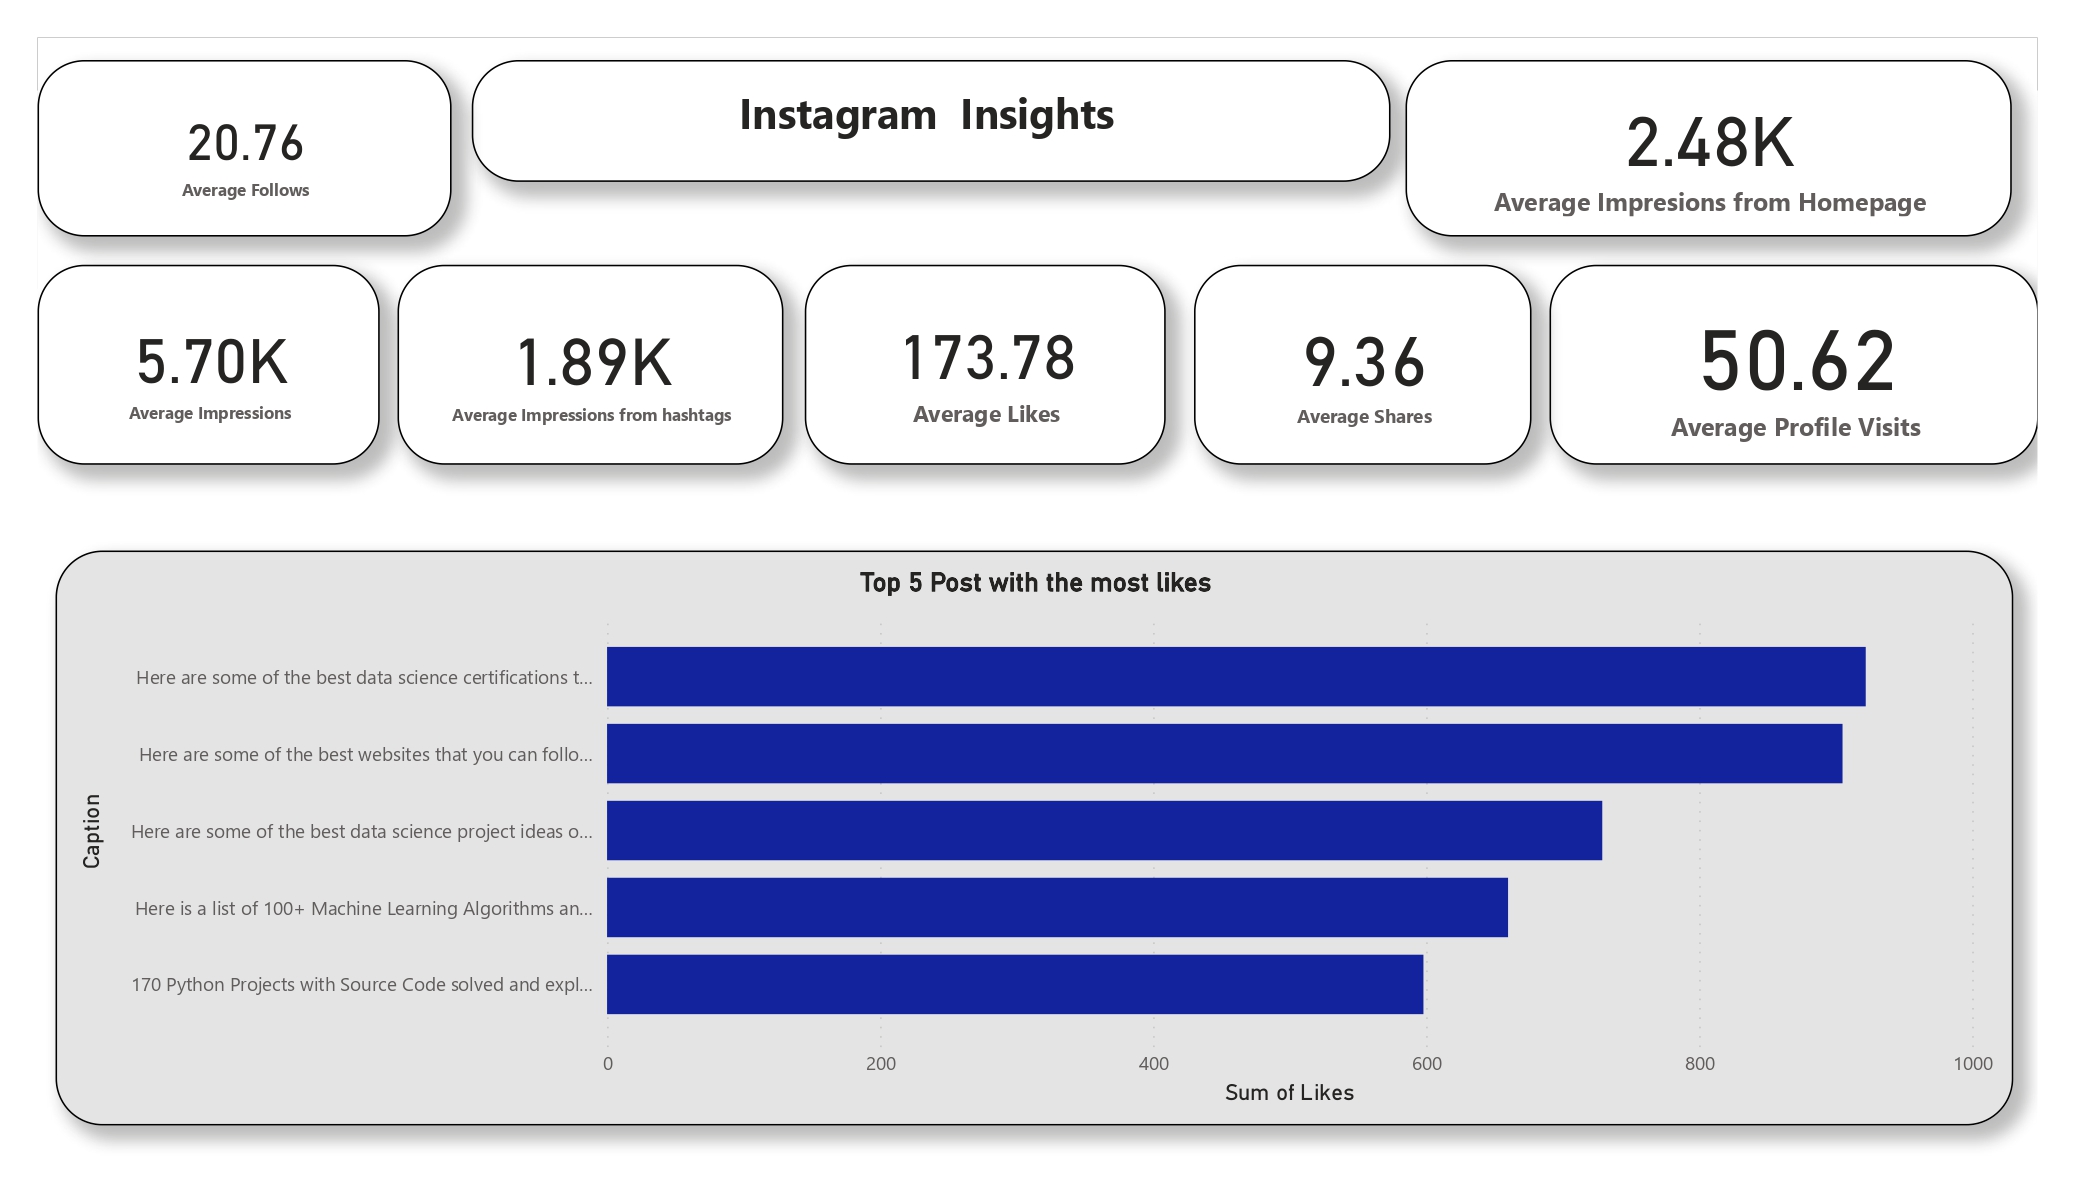 20.76
Average Follows
Instagram  Insights
2.48K
Average Impresions from Homepage
5.70K
Average Impressions
1.89K
Average Impressions from hashtags
173.78
Average Likes
9.36
Average Shares
50.62
Average Profile Visits
Top 5 Post with the most likes
Caption
Here are some of the best data science certifications t...
Here are some of the best websites that you can follo...
Here are some of the best data science project ideas o...
Here is a list of 100+ Machine Learning Algorithms an...
170 Python Projects with Source Code solved and expl...
0 200 400 600 800 1000
Sum of Likes